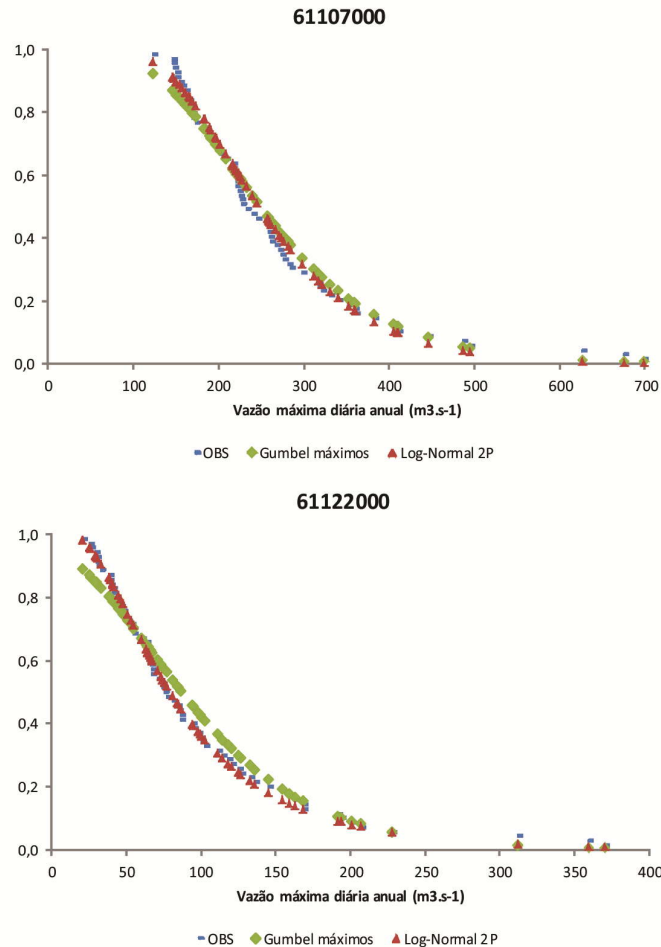 61107000
1,0
0,8
0,6
0,4
0,2
0,0
0 100 200 300 400 500 600 700
Vazão máxima diária anual (m3.s-1)
OBS Gumbel máximos Log-Normal 2P
61122000
1,0
0,8
0,6
0,4
0,2
0,0
0 50 100 150 200 250 300 350 400
Vazão máxima diária anual (m3.s-1)
OBS Gumbel máximos Log-Normal 2P